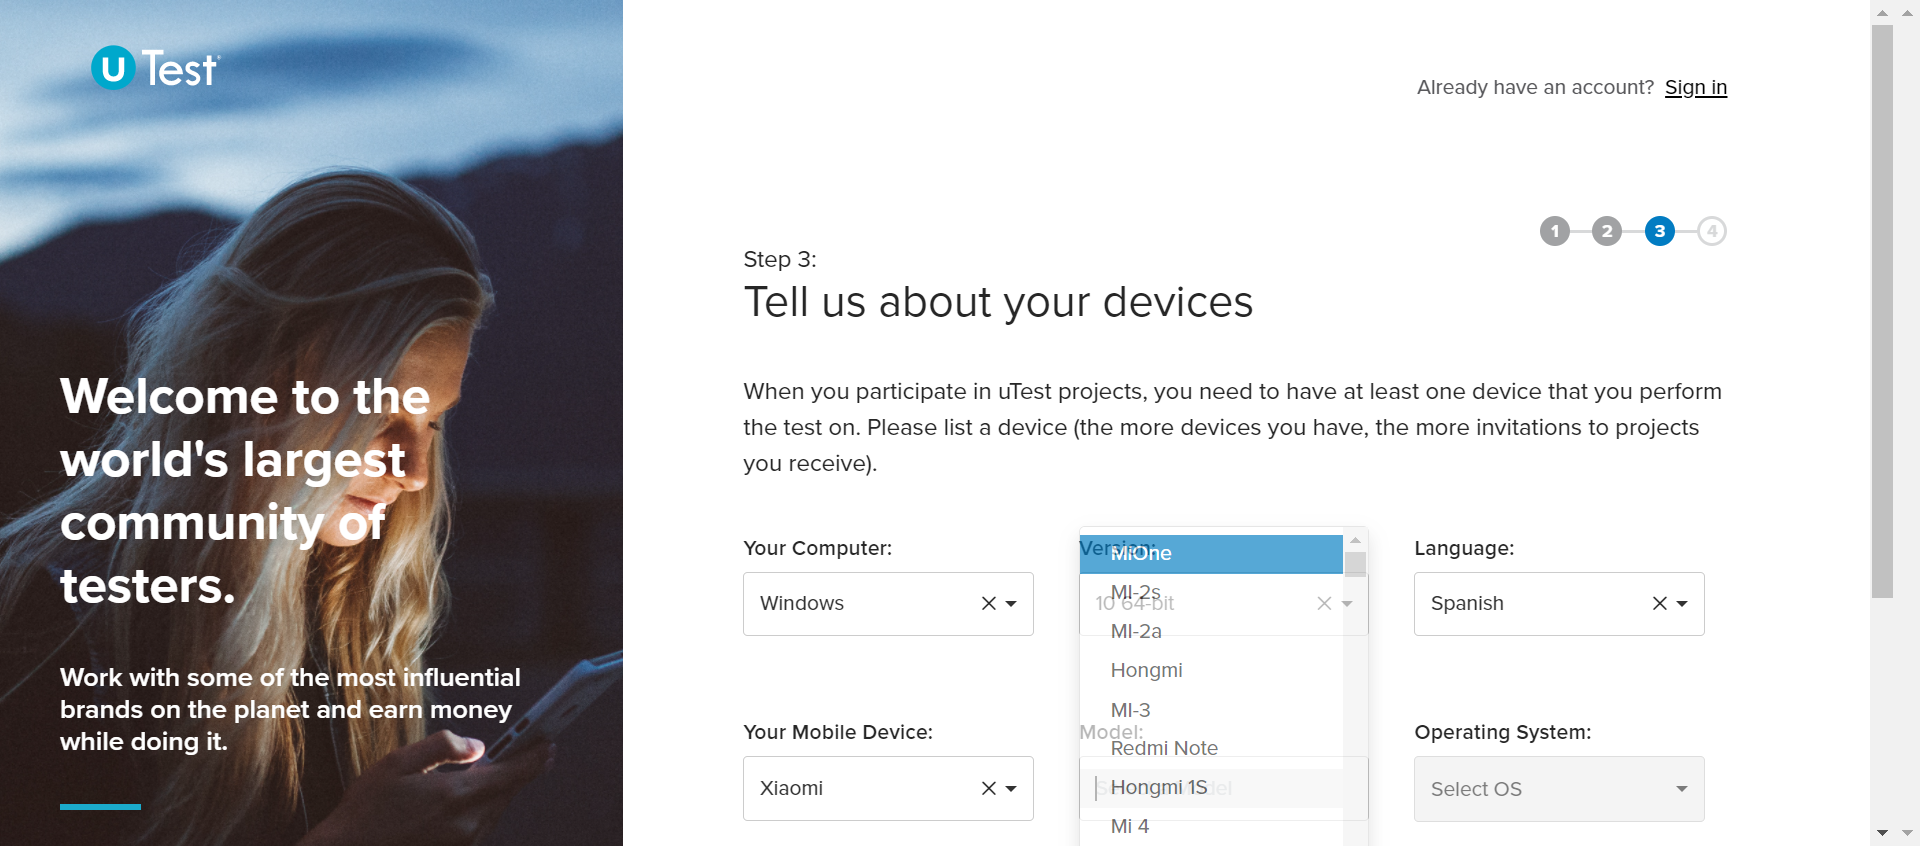 u Test
Already have an account? Sign in
1 2 3 4
Step 3:
Tell us about your devices
Welcome to the
world's largest
community of
testers.
Work with some of the most influential
brands on the planet and earn money
while doing it.
When you participate in uTest projects, you need to have at least one device that you perform
the test on. Please list a device (the more devices you have, the more invitations to projects
you receive).
Your Computer:
Windows
Version:
10 64-bit
Language:
Spanish
Your Mobile Device:
Xiaomi
Model:
MiOne
MI-2s
MI-2a
Hongmi
MI-3
Redmi Note
Hongmi 1S
Mi 4
Operating System:
Select OS